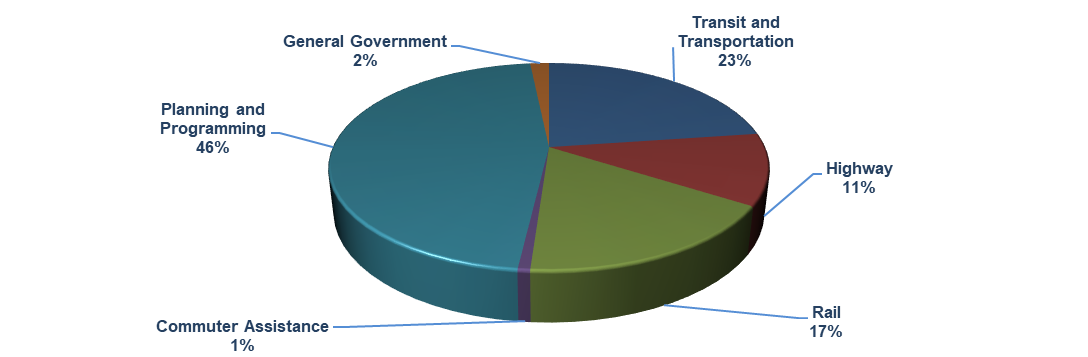 Transit and
Transportation
23%
General Government
2%
Planning and
Programming
46%
Highway
11%
Rail
17%
Commuter Assistance
1%